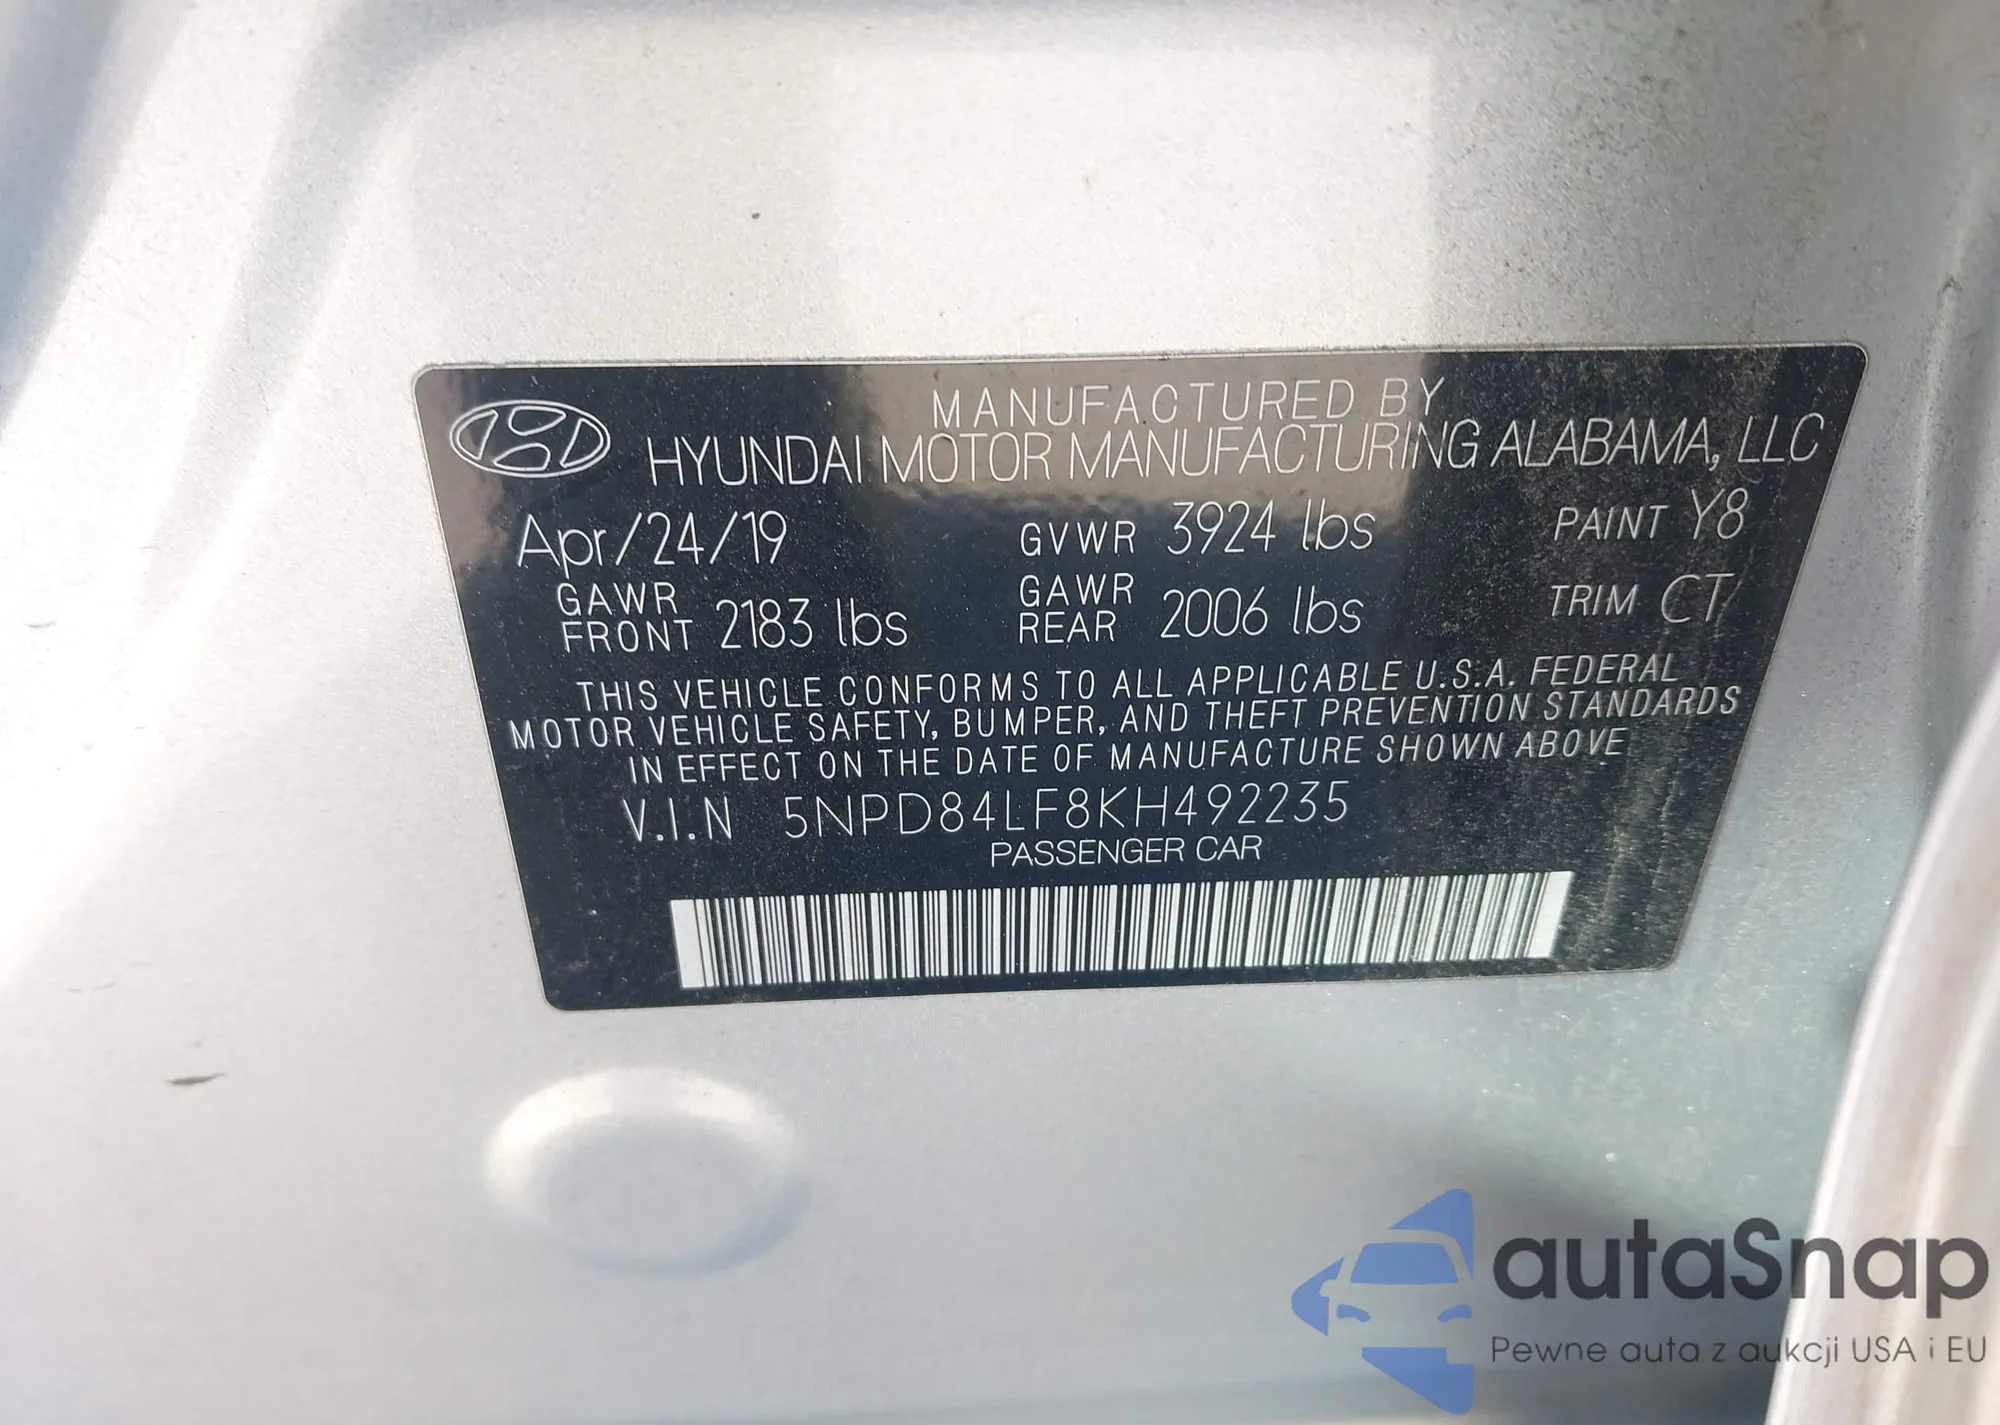 MANUFACTURED BY
HYUNDAI MOTOR MANUFACTURING ALABAMA, LLC
Apr/24/19 GVWR 3924 lbs PAINT Y8
GAWR FRONT 2183 lbs GAWR REAR 2006 lbs TRIM CT
THIS VEHICLE CONFORMS TO ALL APPLICABLE U.S.A. FEDERAL
MOTOR VEHICLE SAFETY, BUMPER, AND THEFT PREVENTION STANDARDS
IN EFFECT ON THE DATE OF MANUFACTURE SHOWN ABOVE
V.I.N 5NPD84LF8KH492235
PASSENGER CAR
autaSnap
Pewne auta z aukcji USA i EU